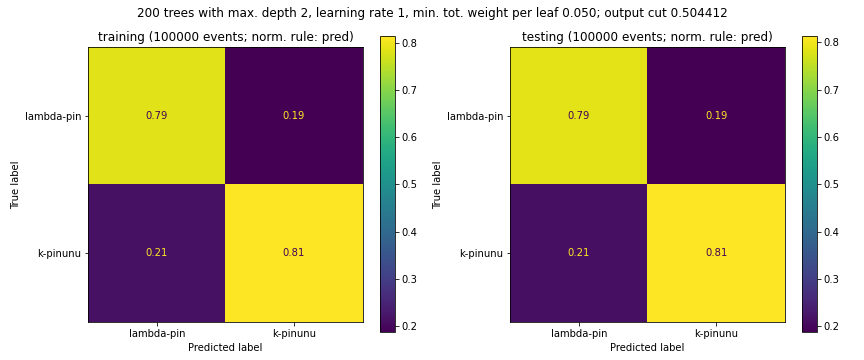 200 trees with max. depth 2, learning rate 1, min. tot. weight per leaf 0.050; output cut 0.504412
training (100000 events; norm. rule: pred)
True label
lambda-pin
k-pinunu
0.79
0.19
0.21
0.81
lambda-pin
k-pinunu
Predicted label
0.8
0.7
0.6
0.5
0.4
0.3
0.2
testing (100000 events; norm. rule: pred)
True label
lambda-pin
k-pinunu
0.79
0.19
0.21
0.81
lambda-pin
k-pinunu
Predicted label
0.8
0.7
0.6
0.5
0.4
0.3
0.2